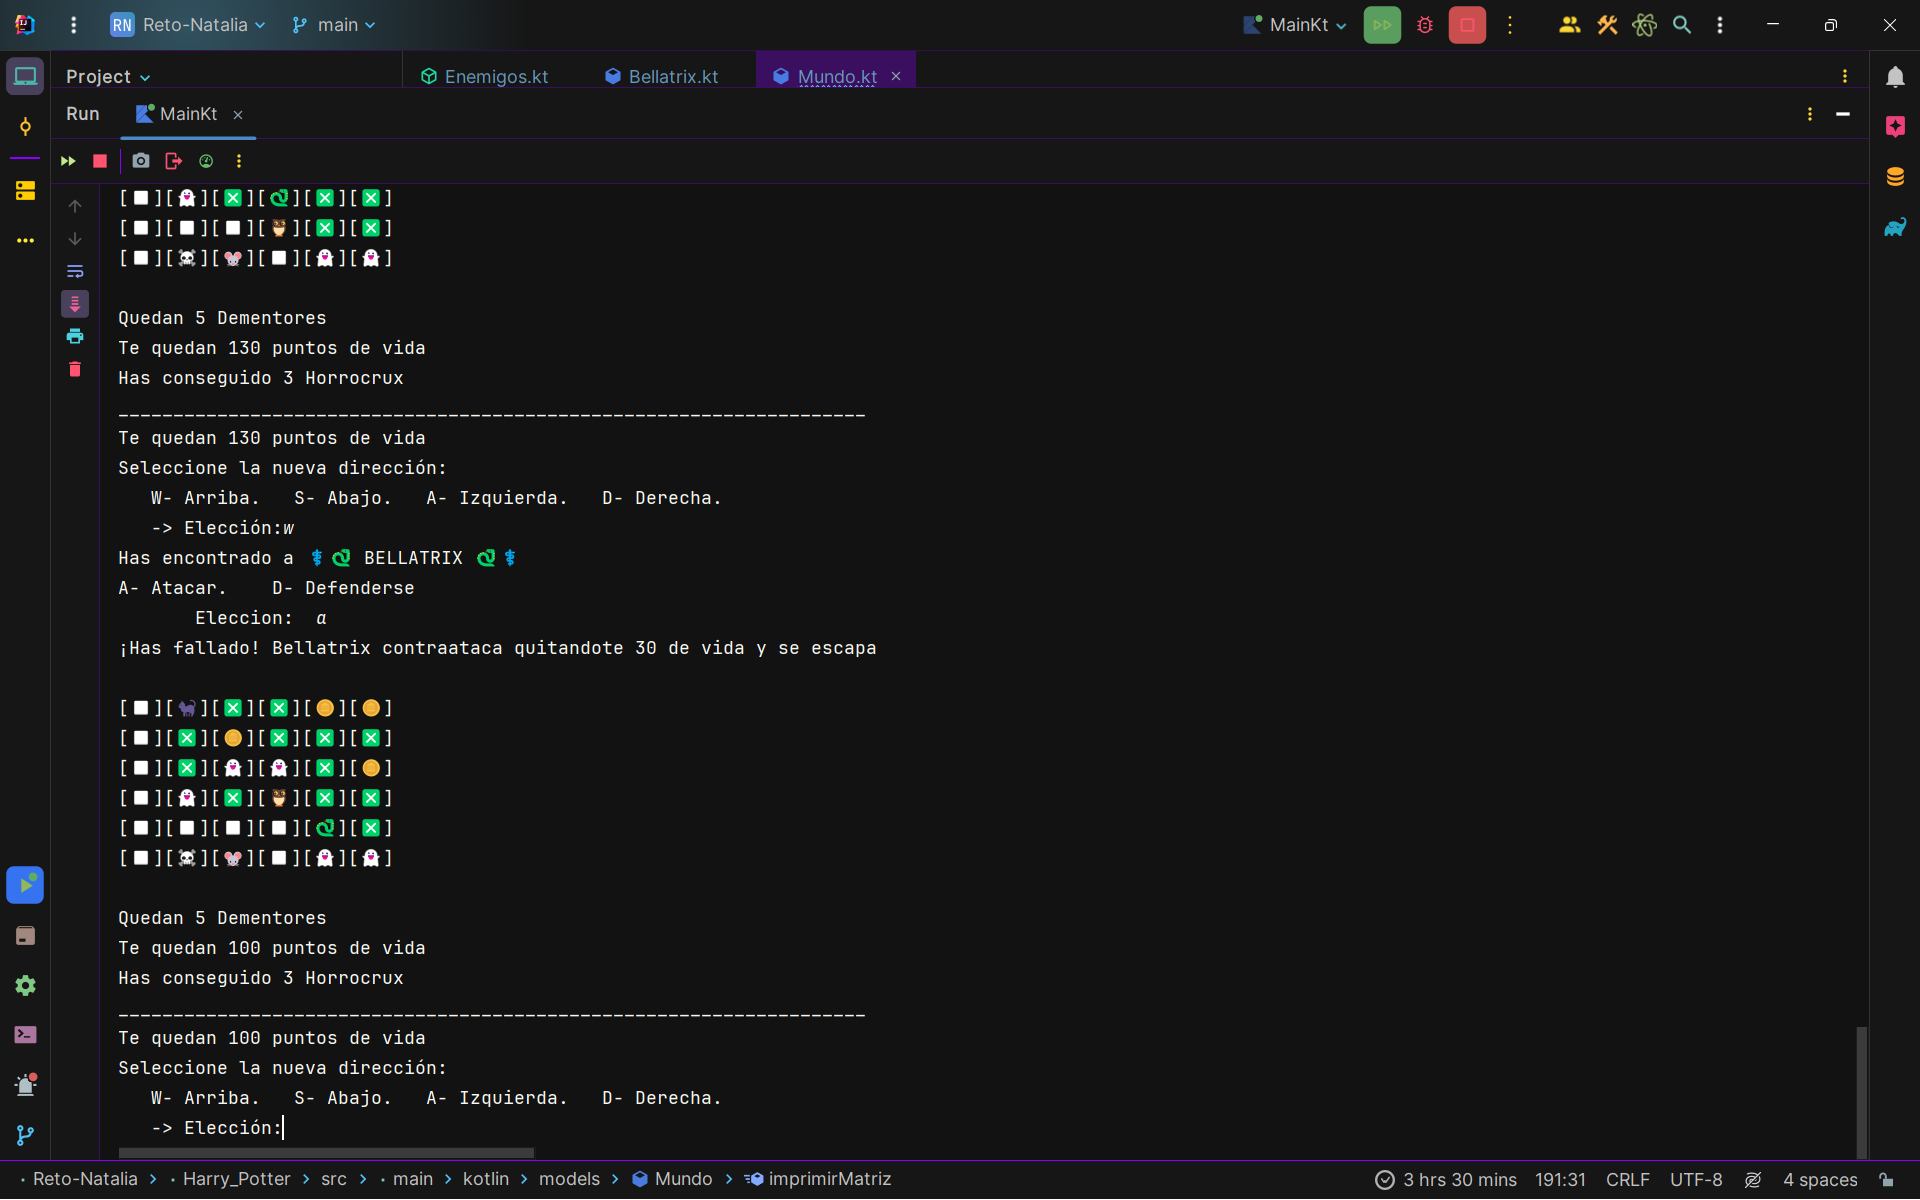 RN Reto-Natalia main MainKt
Project Enemigos.kt Bellatrix.kt Mundo.kt
Run MainKt
[⬜][👻][❎][🐉][❎][❎]
[⬜][⬜][⬜][🦉][❎][❎]
[⬜][☠][🐭][⬜][👻][👻]
Quedan 5 Dementores
Te quedan 130 puntos de vida
Has conseguido 3 Horrocrux
____________________________________________________________________
Te quedan 130 puntos de vida
Seleccione la nueva dirección:
W- Arriba. S- Abajo. A- Izquierda. D- Derecha.
-> Elección:w
Has encontrado a ⚕🐉 BELLATRIX 🐉⚕
A- Atacar. D- Defenderse
Eleccion: a
¡Has fallado! Bellatrix contraataca quitandote 30 de vida y se escapa
[⬜][🐈‍⬛][❎][❎][🪙][🪙]
[⬜][❎][🪙][❎][❎][❎]
[⬜][❎][👻][👻][❎][🪙]
[⬜][👻][❎][🦉][❎][❎]
[⬜][⬜][⬜][⬜][🐉][❎]
[⬜][☠][🐭][⬜][👻][👻]
Quedan 5 Dementores
Te quedan 100 puntos de vida
Has conseguido 3 Horrocrux
____________________________________________________________________
Te quedan 100 puntos de vida
Seleccione la nueva dirección:
W- Arriba. S- Abajo. A- Izquierda. D- Derecha.
-> Elección:
Reto-Natalia > Harry_Potter > src > main > kotlin > models > Mundo > imprimirMatriz 3 hrs 30 mins 191:31 CRLF UTF-8 4 spaces